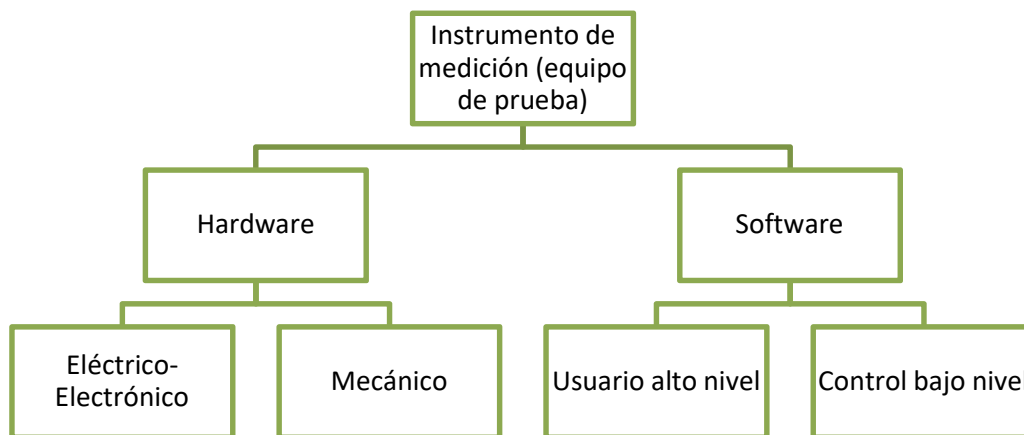 Instrumento de
medición (equipo
de prueba)
Hardware
Software
Eléctrico-
Electrónico
Mecánico
Usuario alto nivel
Control bajo nivel